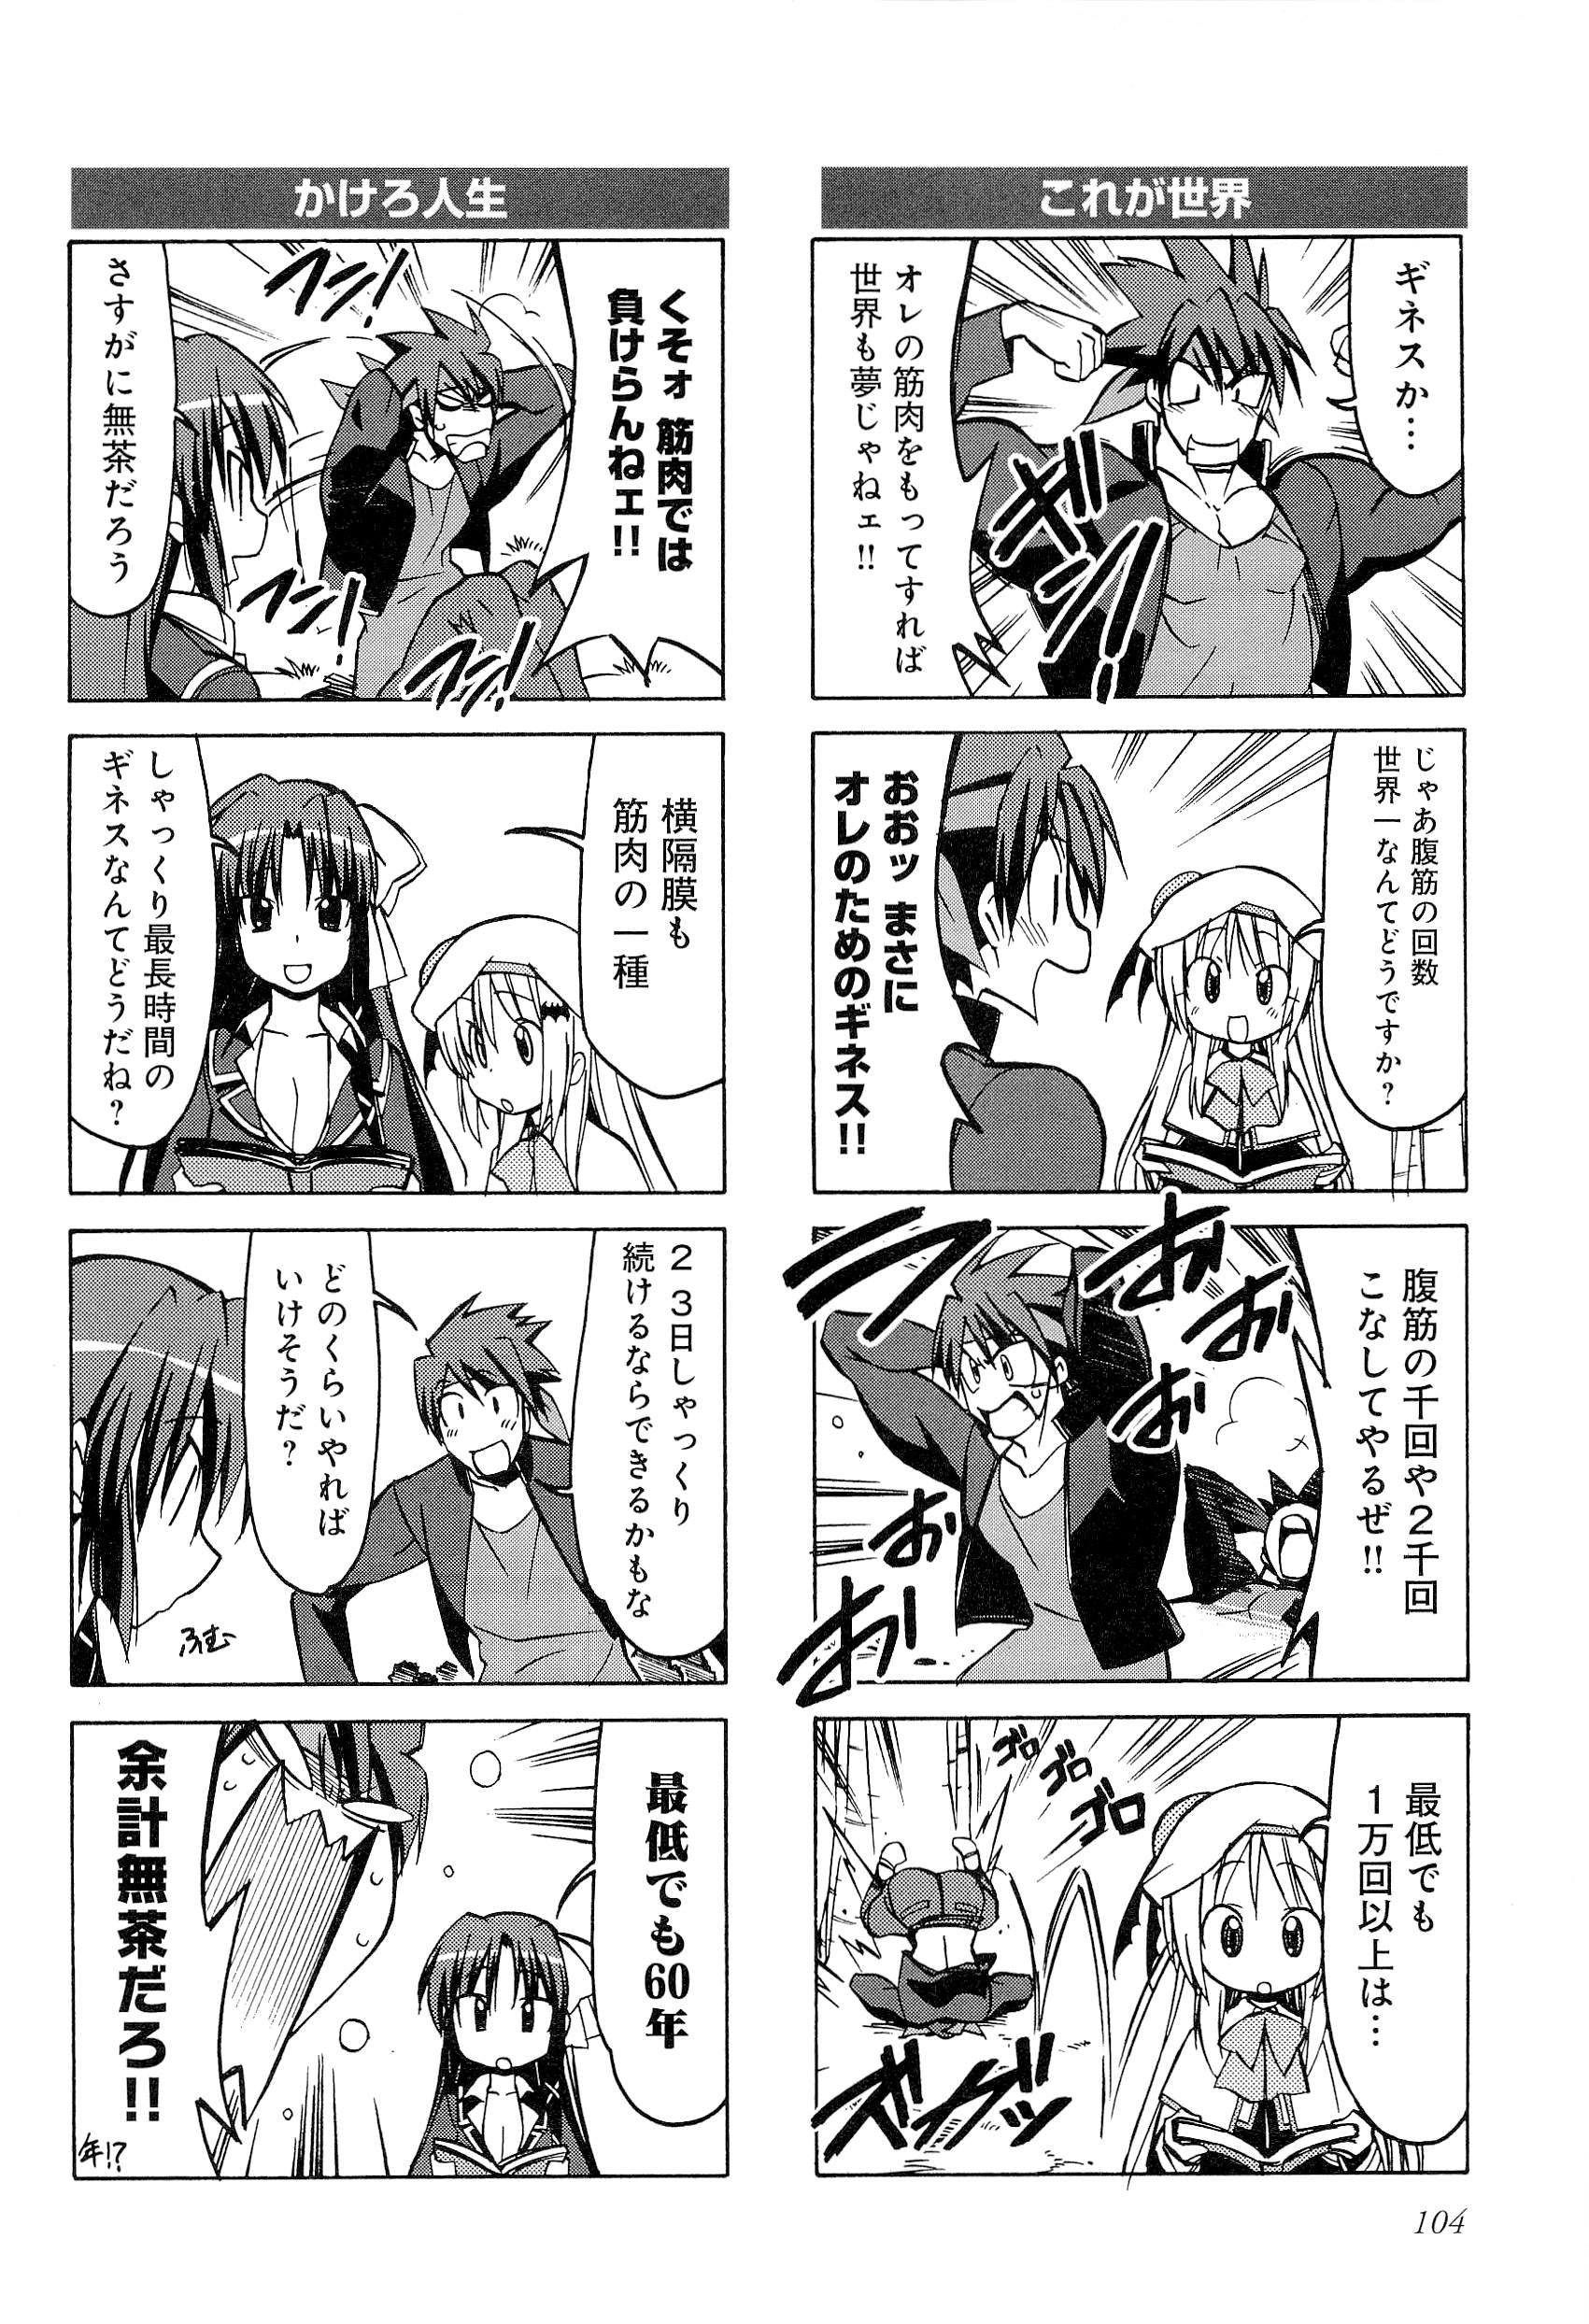 これが世界
ギネスか…
オレの筋肉をもってすれば
世界も夢じゃねェ!!
ギシッ!
じゃあ腹筋の回数
世界一なんてどうですか?
おおッ まさに
オレのためのギネス!!
腹筋の千回や2千回
こなしてやるぜ!!
うおおおおおお
最低でも
1万回以上は…
ゴロ
ゴロ
ゴロ
ズガッ
かけろ人生
くそォ 筋肉では
負けらんねェ!!
フン!
フン!
フン!
さすがに無茶だろう
横隔膜も
筋肉の一種
しゃっくり最長時間の
ギネスなんてどうだね?
23日しゃっくり
続けるならできるかもな
どのくらいやれば
いけそうだ?
ふむ
最低でも60年
余計無茶だろ!!
年!?
104